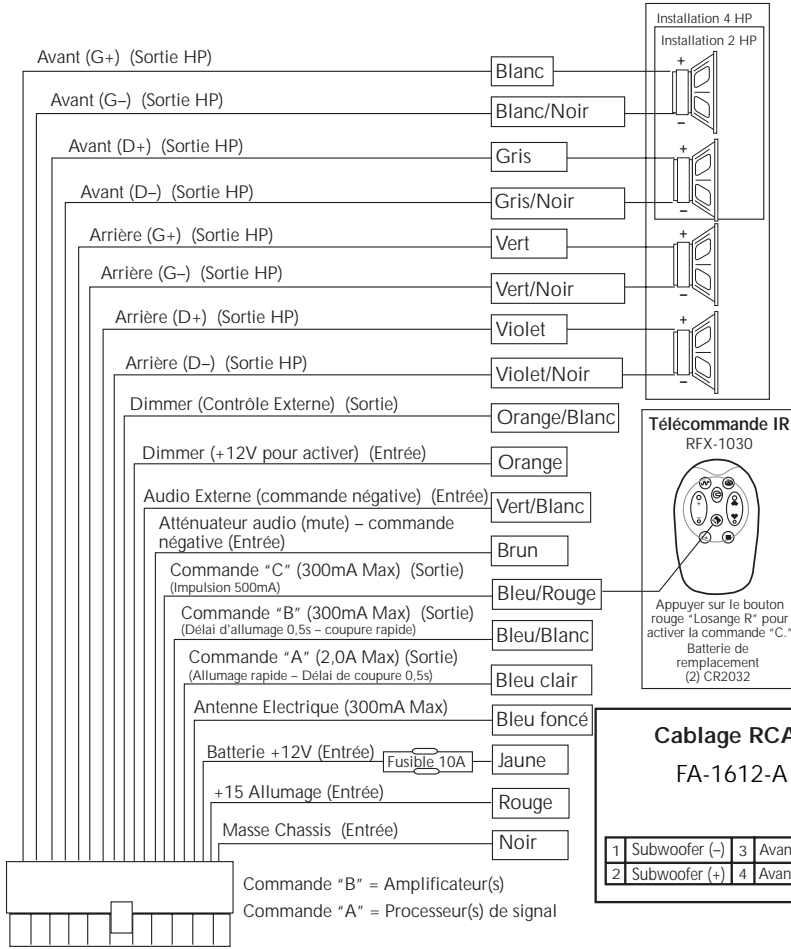 Installation 4 HP
Installation 2 HP
Avant (G+) (Sortie HP)
Blanc
Avant (G–) (Sortie HP)
Blanc/Noir
Avant (D+) (Sortie HP)
Gris
Avant (D–) (Sortie HP)
Gris/Noir
Arrière (G+) (Sortie HP)
Vert
Arrière (G–) (Sortie HP)
Vert/Noir
Arrière (D+) (Sortie HP)
Violet
Arrière (D–) (Sortie HP)
Violet/Noir
+
–
+
–
+
–
+
–
Dimmer (Contrôle Externe) (Sortie)
Orange/Blanc
Dimmer (+12V pour activer) (Entrée)
Orange
Audio Externe (commande négative) (Entrée)
Vert/Blanc
Atténuateur audio (mute) – commande
négative (Entrée)
Brun
Commande "C" (300mA Max) (Sortie)
(Impulsion 500mA)
Bleu/Rouge
Commande "B" (300mA Max) (Sortie)
(Délai d'allumage 0,5s – coupure rapide)
Bleu/Blanc
Commande "A" (2,0A Max) (Sortie)
(Allumage rapide – Délai de coupure 0,5s)
Bleu clair
Antenne Electrique (300mA Max)
Bleu foncé
Batterie +12V (Entrée)
Fusible 10A
Jaune
+15 Allumage (Entrée)
Rouge
Masse Chassis (Entrée)
Noir
Commande "B" = Amplificateur(s)
Commande "A" = Processeur(s) de signal
Télécommande IR
RFX-1030
Appuyer sur le bouton
rouge "Losange R" pour
activer la commande "C."
Batterie de
remplacement
(2) CR2032
Cablage RCA
FA-1612-A
1 Subwoofer (–) 3 Avan
2 Subwoofer (+) 4 Avan